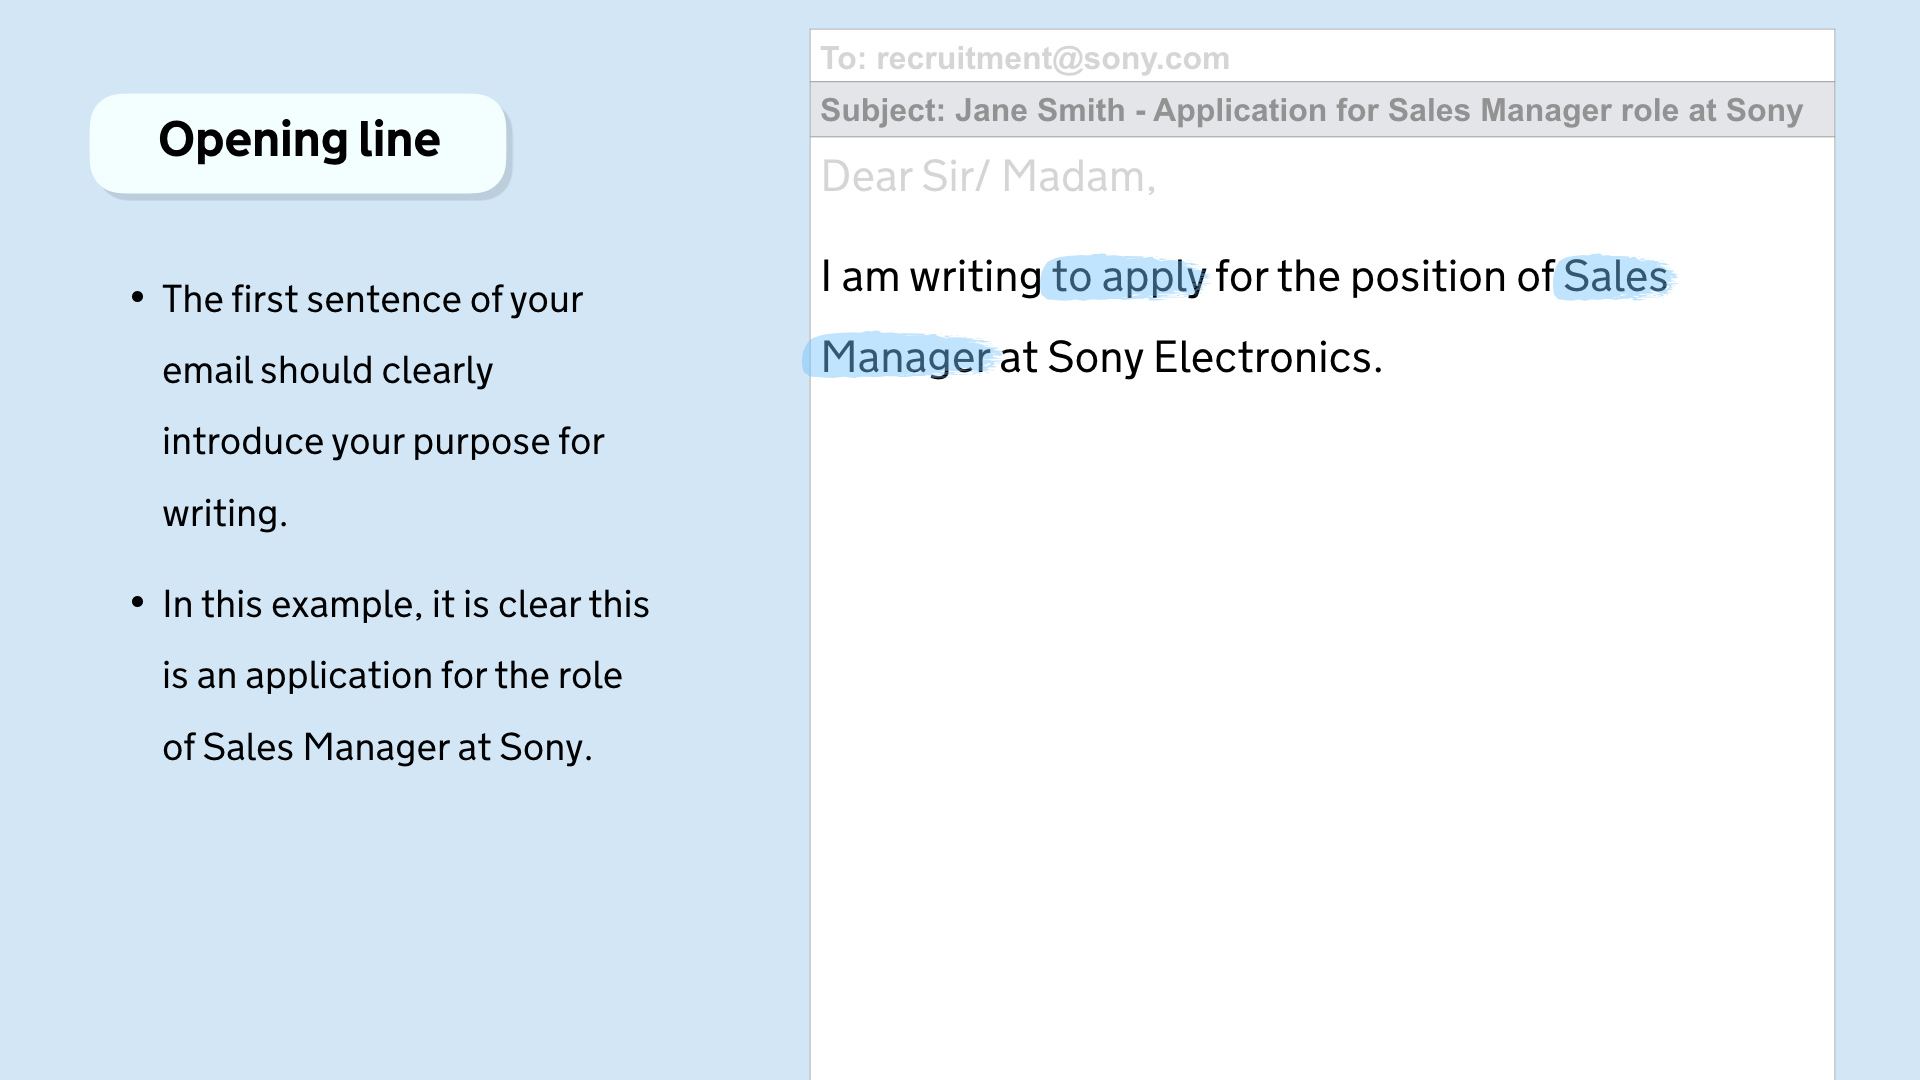 Opening line
• The first sentence of your
email should clearly
introduce your purpose for
writing.
• In this example, it is clear this
is an application for the role
of Sales Manager at Sony.
To: recruitment@sony.com
Subject: Jane Smith - Application for Sales Manager role at Sony
Dear Sir/ Madam,
I am writing to apply for the position of Sales
Manager at Sony Electronics.